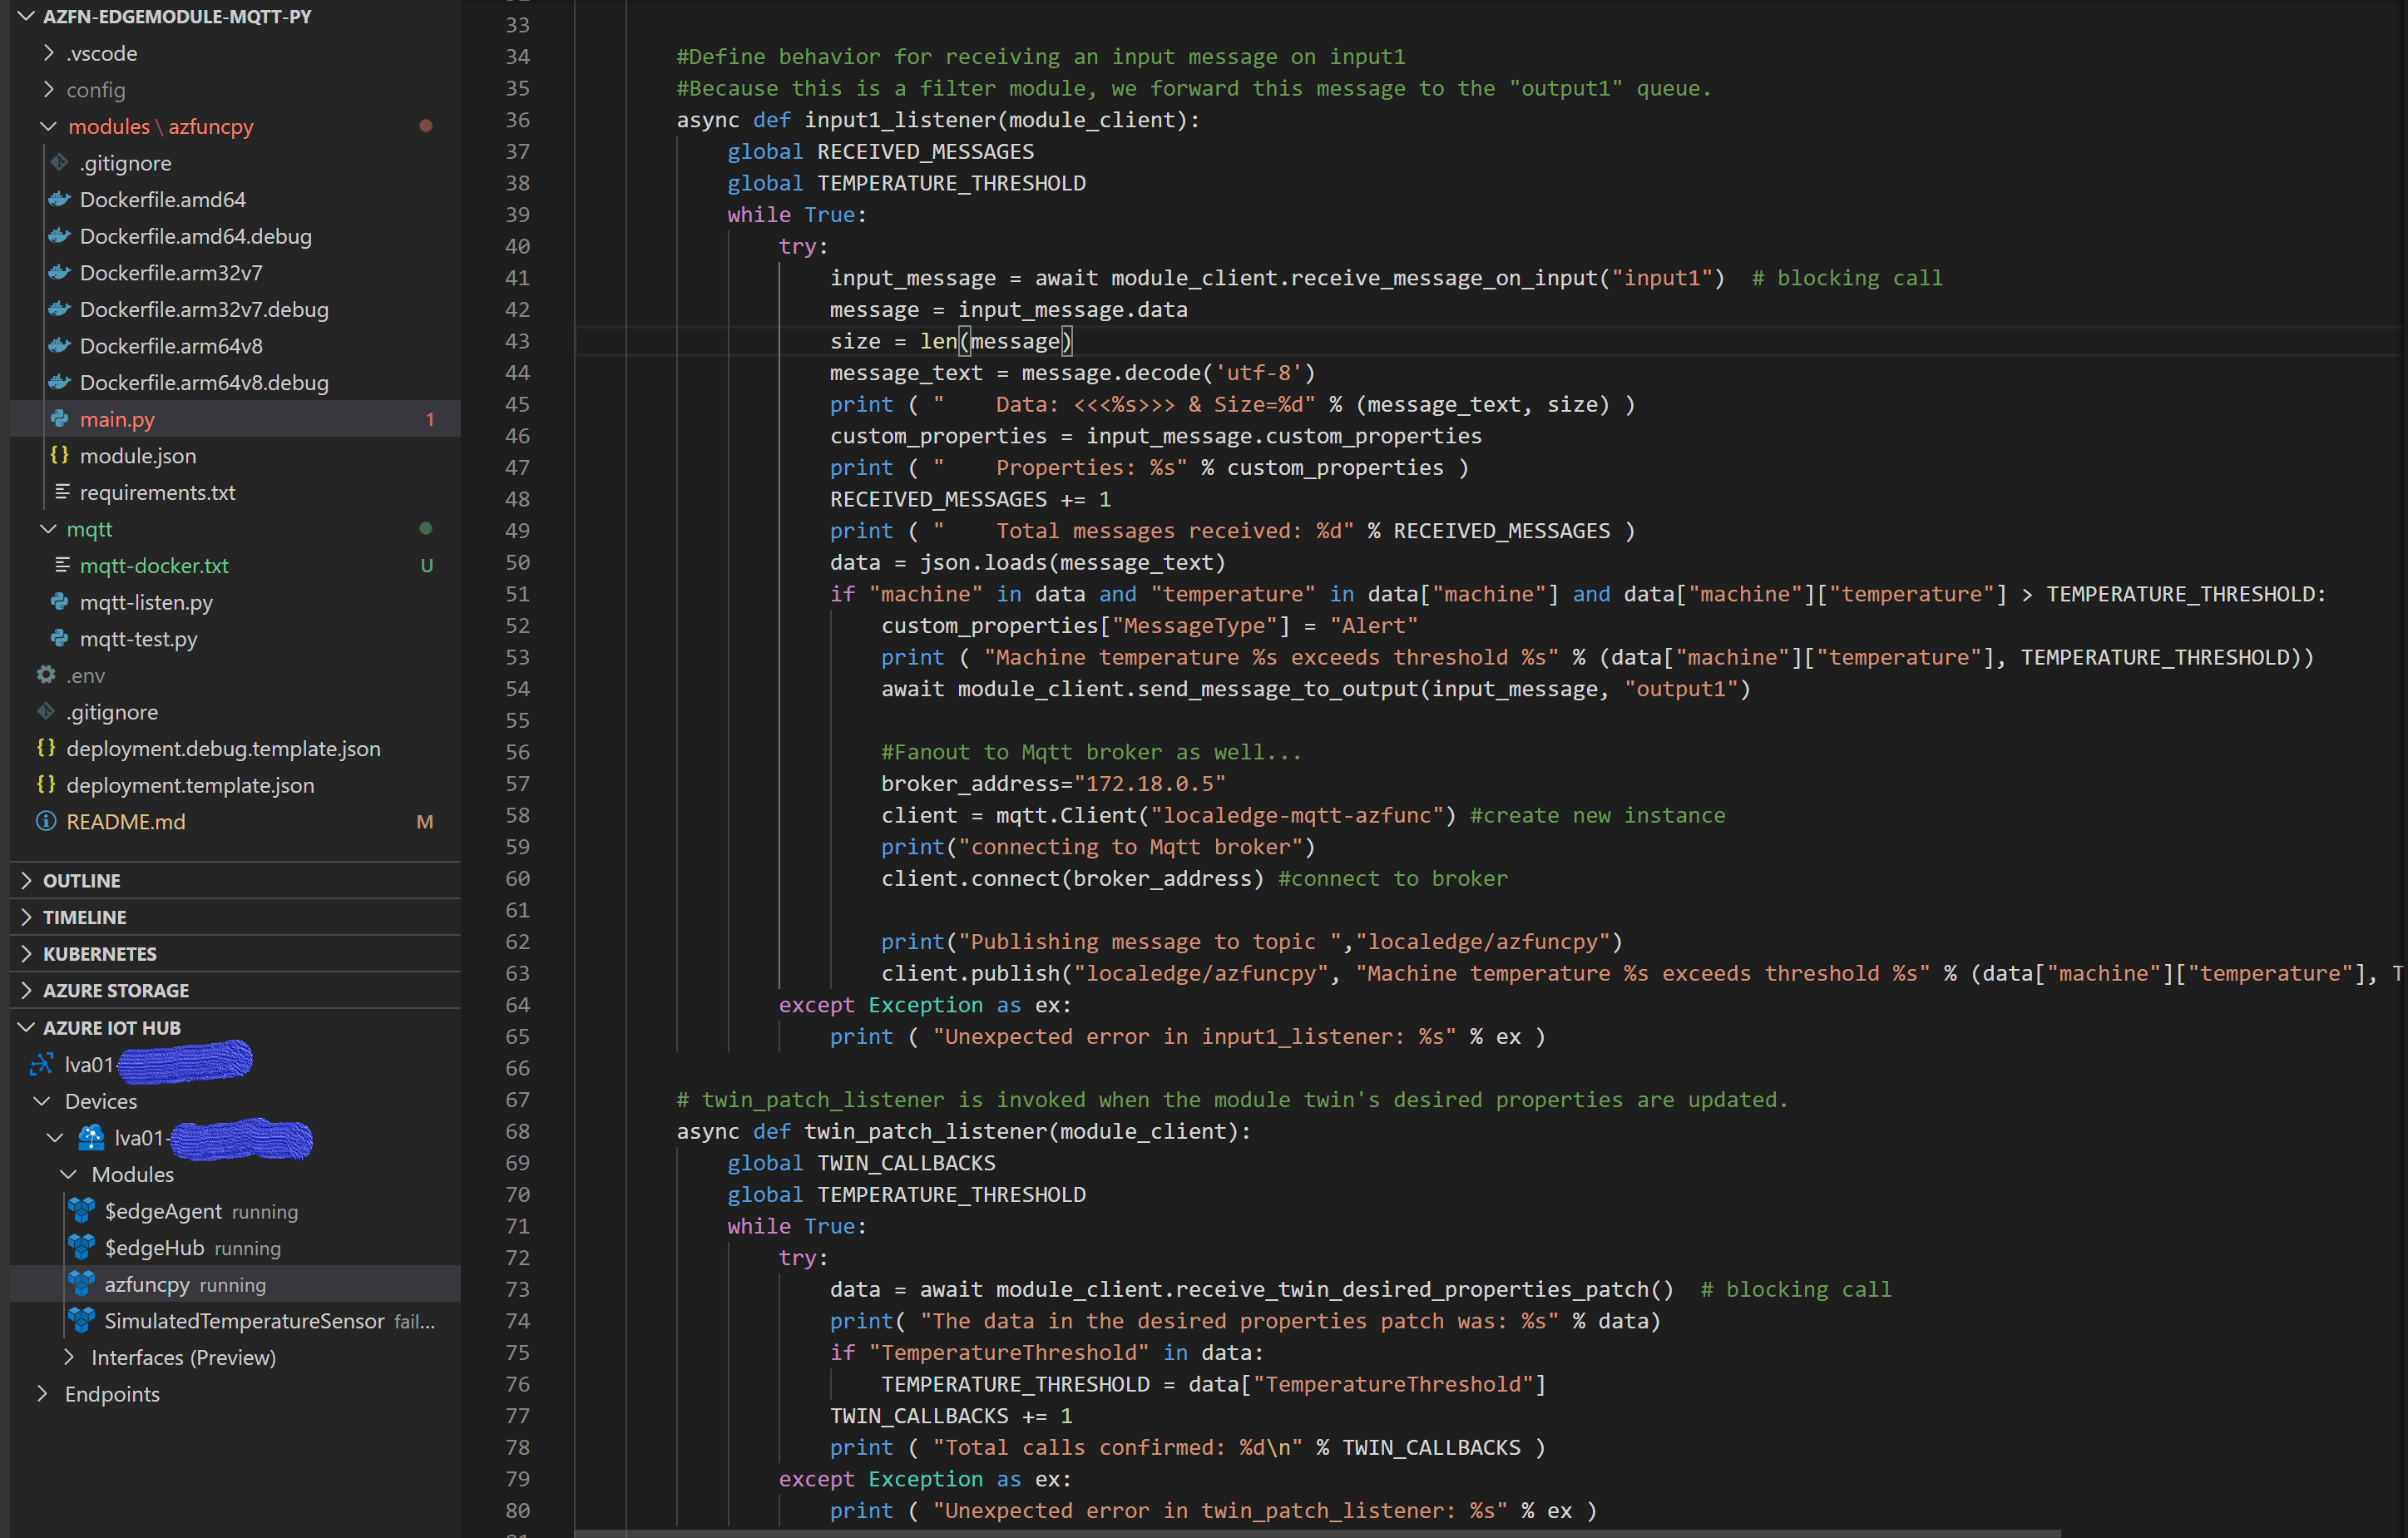 AZFN-EDGEMODULE-MQTT-PY
.vscode
config
modules \ azfuncpy
.gitignore
Dockerfile.amd64
Dockerfile.amd64.debug
Dockerfile.arm32v7
Dockerfile.arm32v7.debug
Dockerfile.arm64v8
Dockerfile.arm64v8.debug
main.py 1
module.json
requirements.txt
mqtt
mqtt-docker.txt U
mqtt-listen.py
mqtt-test.py
.env
.gitignore
deployment.debug.template.json
deployment.template.json
README.md M
OUTLINE
TIMELINE
KUBERNETES
AZURE STORAGE
AZURE IOT HUB
lva01-
Devices
lva01-
Modules
$edgeAgent running
$edgeHub running
azfuncpy running
SimulatedTemperatureSensor fail...
Interfaces (Preview)
Endpoints
33
34 #Define behavior for receiving an input message on input1
35 #Because this is a filter module, we forward this message to the "output1" queue.
36 async def input1_listener(module_client):
37 global RECEIVED_MESSAGES
38 global TEMPERATURE_THRESHOLD
39 while True:
40 try:
41 input_message = await module_client.receive_message_on_input("input1")  # blocking call
42 message = input_message.data
43 size = len(message)
44 message_text = message.decode('utf-8')
45 print ( "    Data: <<<%s>>> & Size=%d" % (message_text, size) )
46 custom_properties = input_message.custom_properties
47 print ( "    Properties: %s" % custom_properties )
48 RECEIVED_MESSAGES += 1
49 print ( "    Total messages received: %d" % RECEIVED_MESSAGES )
50 data = json.loads(message_text)
51 if "machine" in data and "temperature" in data["machine"] and data["machine"]["temperature"] > TEMPERATURE_THRESHOLD:
52 custom_properties["MessageType"] = "Alert"
53 print ( "Machine temperature %s exceeds threshold %s" % (data["machine"]["temperature"], TEMPERATURE_THRESHOLD))
54 await module_client.send_message_to_output(input_message, "output1")
55
56 #Fanout to Mqtt broker as well...
57 broker_address="172.18.0.5"
58 client = mqtt.Client("localedge-mqtt-azfunc") #create new instance
59 print("connecting to Mqtt broker")
60 client.connect(broker_address) #connect to broker
61
62 print("Publishing message to topic ","localedge/azfuncpy")
63 client.publish("localedge/azfuncpy", "Machine temperature %s exceeds threshold %s" % (data["machine"]["temperature"], T
64 except Exception as ex:
65 print ( "Unexpected error in input1_listener: %s" % ex )
66
67 # twin_patch_listener is invoked when the module twin's desired properties are updated.
68 async def twin_patch_listener(module_client):
69 global TWIN_CALLBACKS
70 global TEMPERATURE_THRESHOLD
71 while True:
72 try:
73 data = await module_client.receive_twin_desired_properties_patch()  # blocking call
74 print( "The data in the desired properties patch was: %s" % data)
75 if "TemperatureThreshold" in data:
76 TEMPERATURE_THRESHOLD = data["TemperatureThreshold"]
77 TWIN_CALLBACKS += 1
78 print ( "Total calls confirmed: %d\n" % TWIN_CALLBACKS )
79 except Exception as ex:
80 print ( "Unexpected error in twin_patch_listener: %s" % ex )